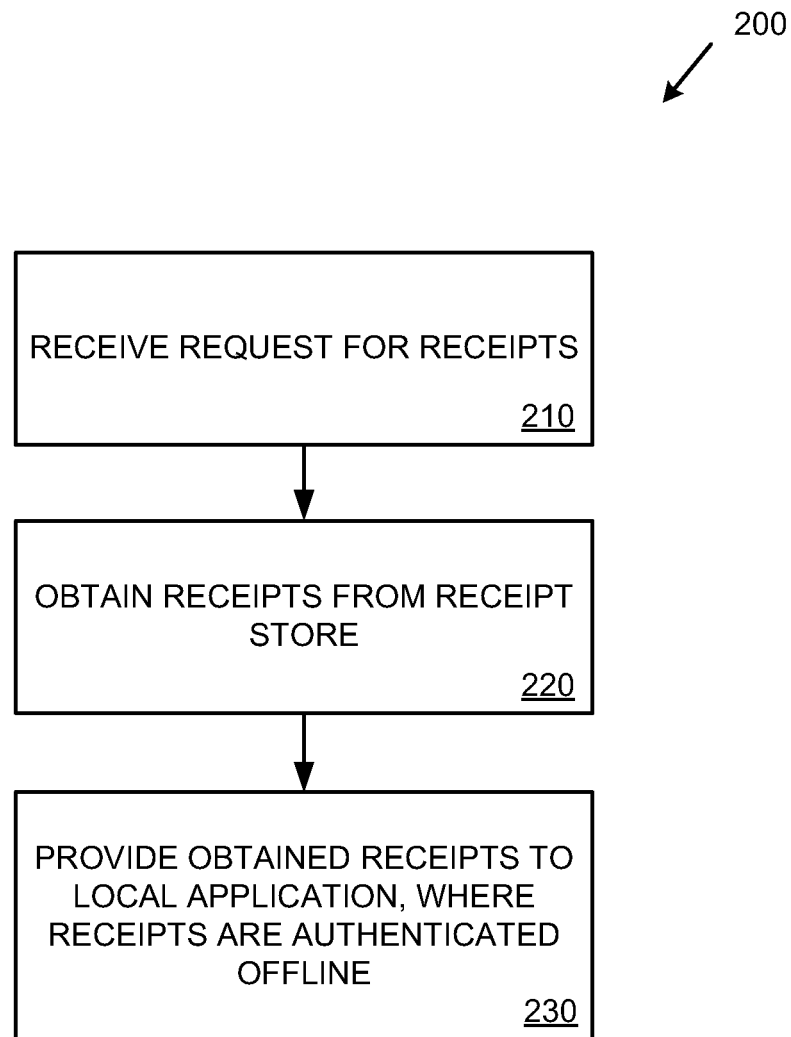 200
RECEIVE REQUEST FOR RECEIPTS
210
OBTAIN RECEIPTS FROM RECEIPT
STORE
220
PROVIDE OBTAINED RECEIPTS TO
LOCAL APPLICATION, WHERE
RECEIPTS ARE AUTHENTICATED
OFFLINE
230